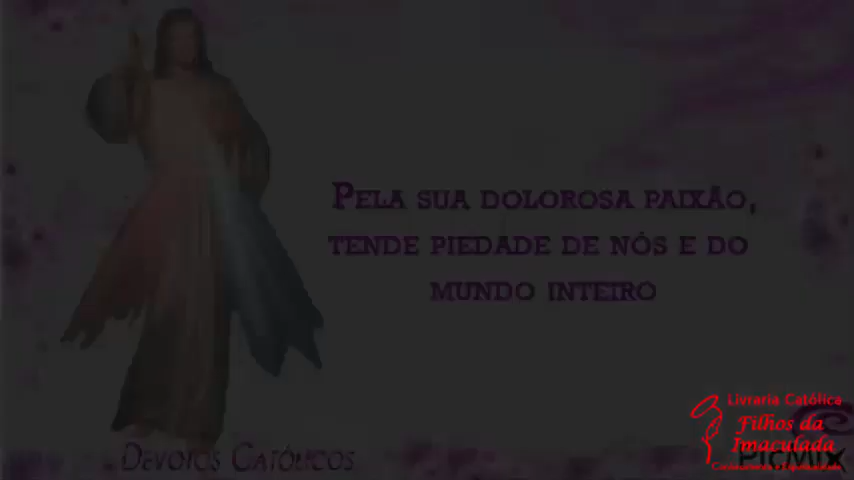 Pela sua dolorosa paixão,
tende piedade de nós e do
mundo inteiro
Livraria Católica
Filhos da
Imaculada
Devotos Católicos
PicMix